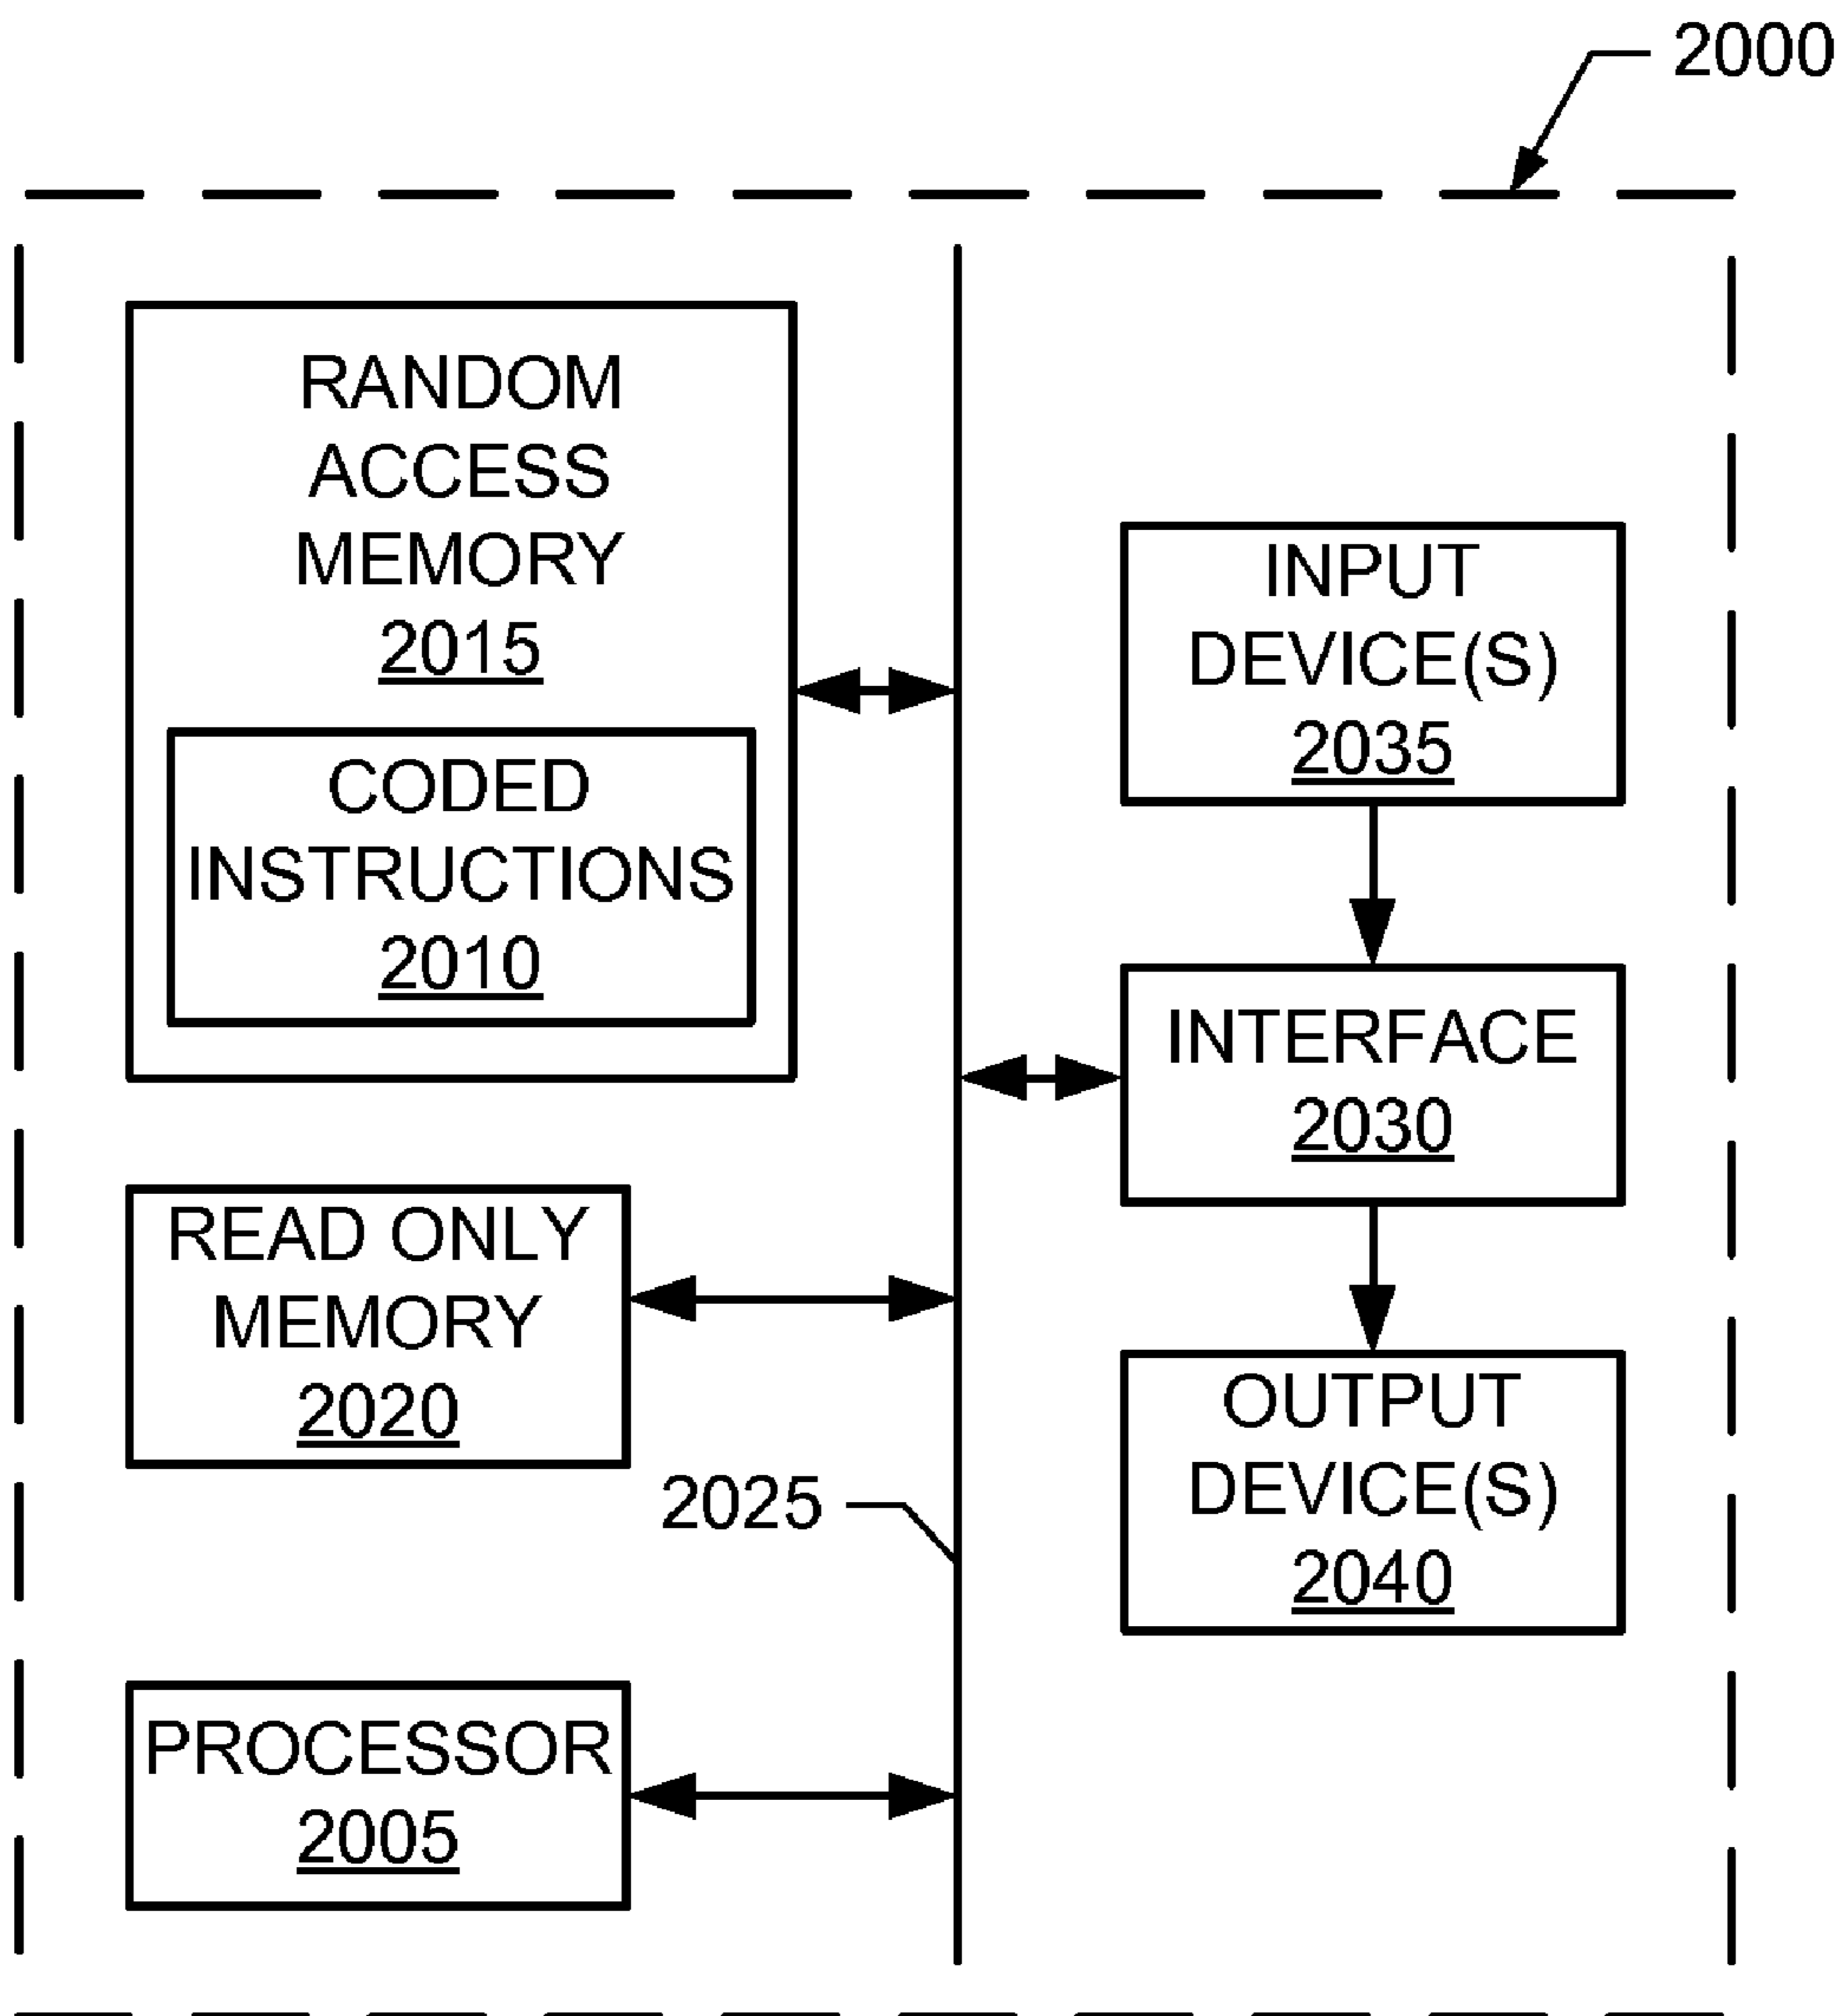 2000
RANDOM
ACCESS
MEMORY
2015
CODED
INSTRUCTIONS
2010
READ ONLY
MEMORY
2020
2025
PROCESSOR
2005
INPUT
DEVICE(S)
2035
INTERFACE
2030
OUTPUT
DEVICE(S)
2040